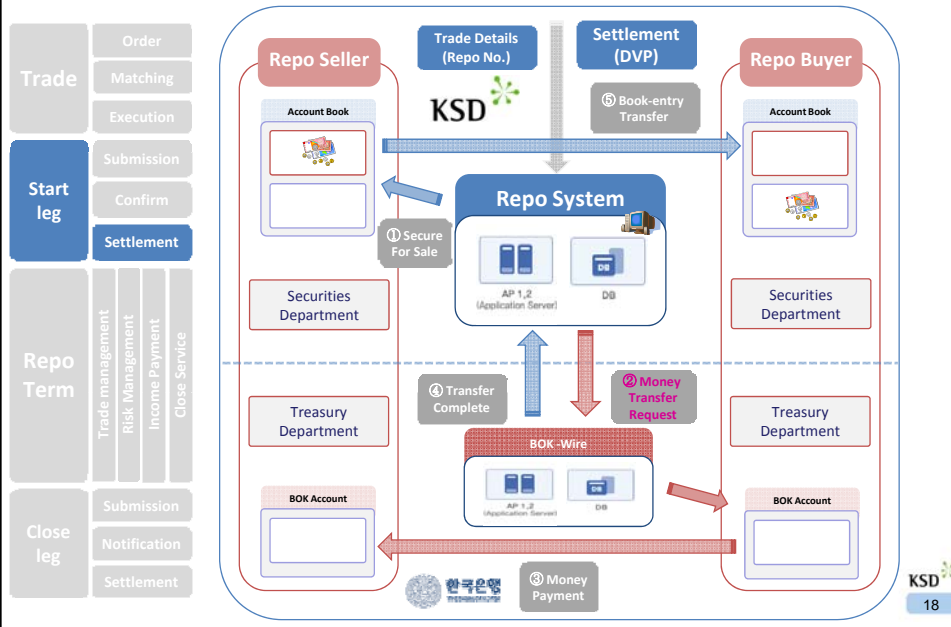 Trade
Order
Matching
Execution
Start
leg
Submission
Confirm
Settlement
Repo
Term
Trade management
Risk Management
Income Payment
Close Service
Close
leg
Submission
Notification
Settlement
Repo Seller
Account Book
Securities
Department
Treasury
Department
BOK Account
Trade Details
(Repo No.)
Settlement
(DVP)
KSD
⑤ Book-entry
Transfer
① Secure
For Sale
Repo System
AP 1,2
(Application Server)
DB
DB
④ Transfer
Complete
② Money
Transfer
Request
BOK -Wire
AP 1,2
(Application Server)
DB
③ Money
Payment
한국은행
Repo Buyer
Account Book
Securities
Department
Treasury
Department
BOK Account
KSD
18